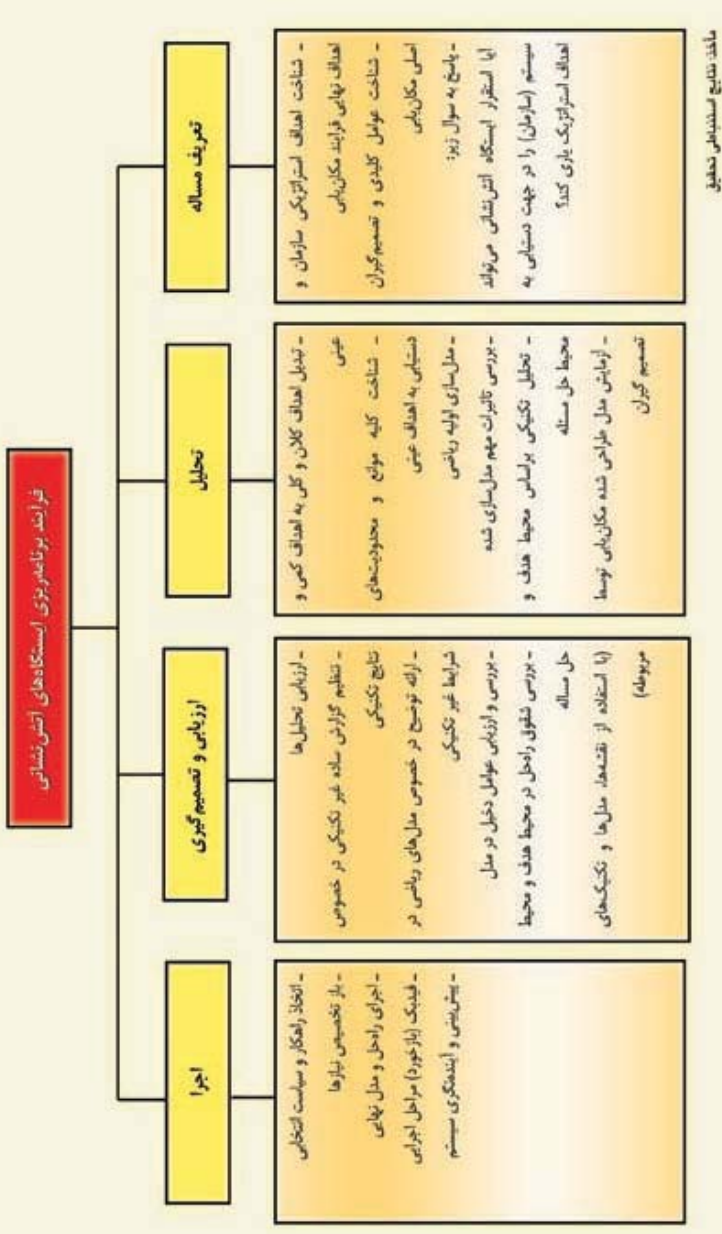 فرآیند برنامه‌ریزی ایستگاه‌های آتش‌نشانی
تعریف مساله
ـ شناخت اهداف استراتژیکی سازمان و
اهداف نهایی فرایند مکان‌یابی
ـ شناخت عوامل کلیدی و تصمیم‌گیران
اصلی مکان‌یابی
ـ پاسخ به سوال زیر:
آیا استقرار ایستگاه آتش‌نشانی می‌تواند
سیستم (سازمان) را در جهت دستیابی به
اهداف استراتژیک یاری کند؟
تحلیل
ـ تبدیل اهداف کلان و کلی به اهداف کمی و
عینی
ـ شناخت کلیه موانع و محدودیت‌های
دستیابی به اهداف عینی
ـ مدل‌سازی اولیه ریاضی
ـ بررسی تاثیرات مهم مدل‌سازی شده
ـ تحلیل تکنیکی براساس محیط هدف و
محیط حل مسئله
ـ آزمایش مدل طراحی شده مکان‌یابی توسط
تصمیم گیران
ارزیابی و تصمیم‌گیری
ـ ارزیابی تحلیل‌ها
ـ تنظیم گزارش ساده غیر تکنیکی در خصوص
نتایج تکنیکی
ـ ارائه توضیح در خصوص مدل‌های ریاضی در
شرایط غیر تکنیکی
ـ بررسی و ارزیابی عوامل دخیل در مدل
ـ بررسی شقوق راه‌حل در محیط هدف و محیط
حل مساله
(با استفاده از نقشه‌ها، مدل‌ها و تکنیک‌های
مربوطه)
اجرا
ـ اتخاذ راهکار و سیاست انتخابی
ـ باز تخصیص نیازها
ـ اجرای راه‌حل و مدل نهایی
ـ فیدبک (بازخورد) مراحل اجرایی
ـ پیش‌بینی و آینده‌نگری سیستم
مأخذ: نتایج استنباطی تحقیق